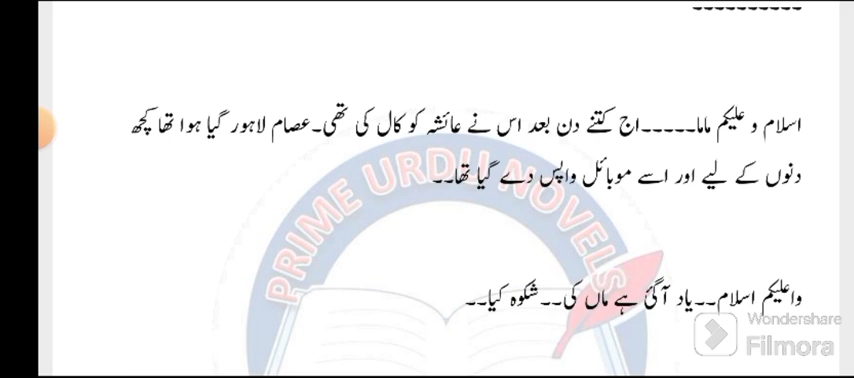 ----------
اسلام و علیکم ماما-----اج کتنے دن بعد اس نے عائشہ کو کال کی تھی-عصام لاہور گیا ہوا تھا کچھ
دنوں کے لیے اور اسے موبائل واپس دے گیا تھا--
واعلیکم اسلام--یاد آگئ ہے ماں کی--شکوہ کیا--
PRIME URDU NOVELS
Wondershare
Filmora